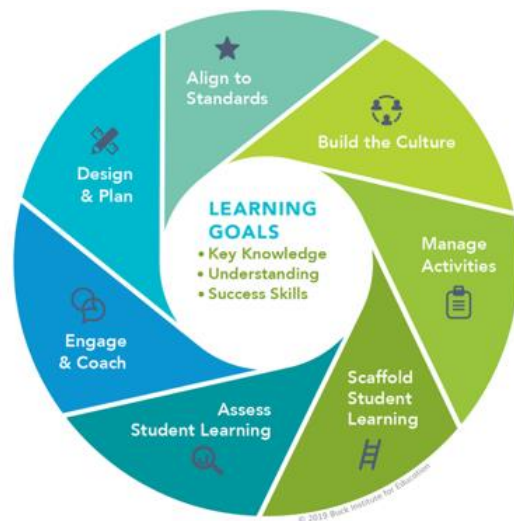 Align to
Standards
Build the Culture
Manage
Activities
Scaffold
Student
Learning
Assess
Student Learning
Engage
& Coach
Design
& Plan
LEARNING
GOALS
• Key Knowledge
• Understanding
• Success Skills
© 2019 Buck Institute for Education